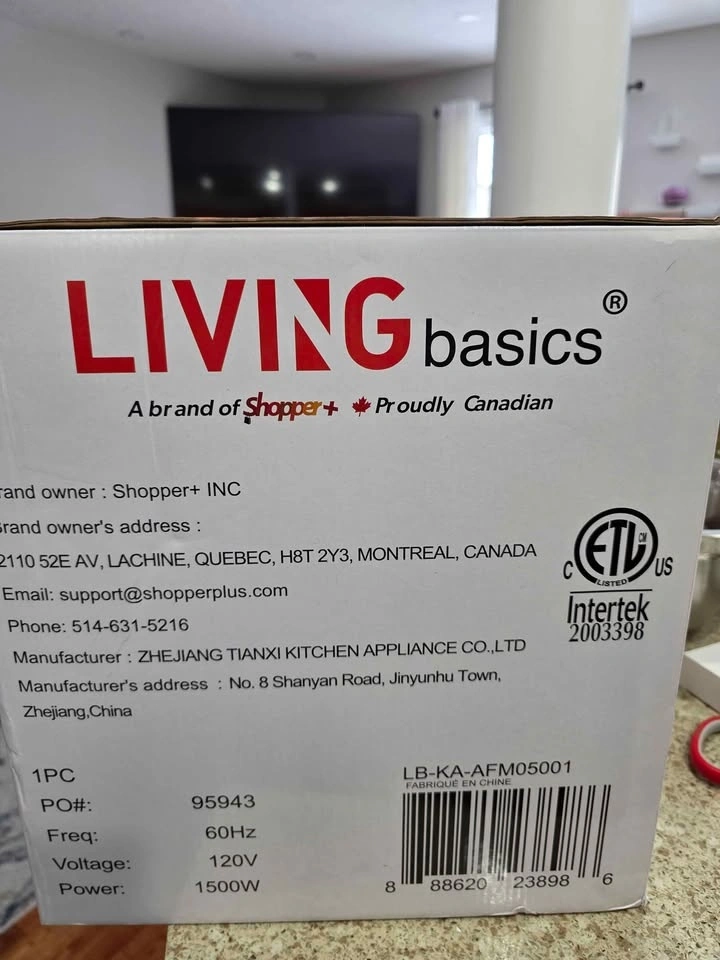 LIVING basics ®
A brand of Shopper+ Proudly Canadian
rand owner : Shopper+ INC
rand owner's address :
2110 52E AV, LACHINE, QUEBEC, H8T 2Y3, MONTREAL, CANADA
Email: support@shopperplus.com
Phone: 514-631-5216
Manufacturer : ZHEJIANG TIANXI KITCHEN APPLIANCE CO.,LTD
Manufacturer's address : No. 8 Shanyan Road, Jinyunhu Town,
Zhejiang,China
C ETL CM US
LISTED
Intertek
2003398
1PC
PO#: 95943
Freq: 60Hz
Voltage: 120V
Power: 1500W
LB-KA-AFM05001
FABRIQUÉ EN CHINE
8 88620 23898 6